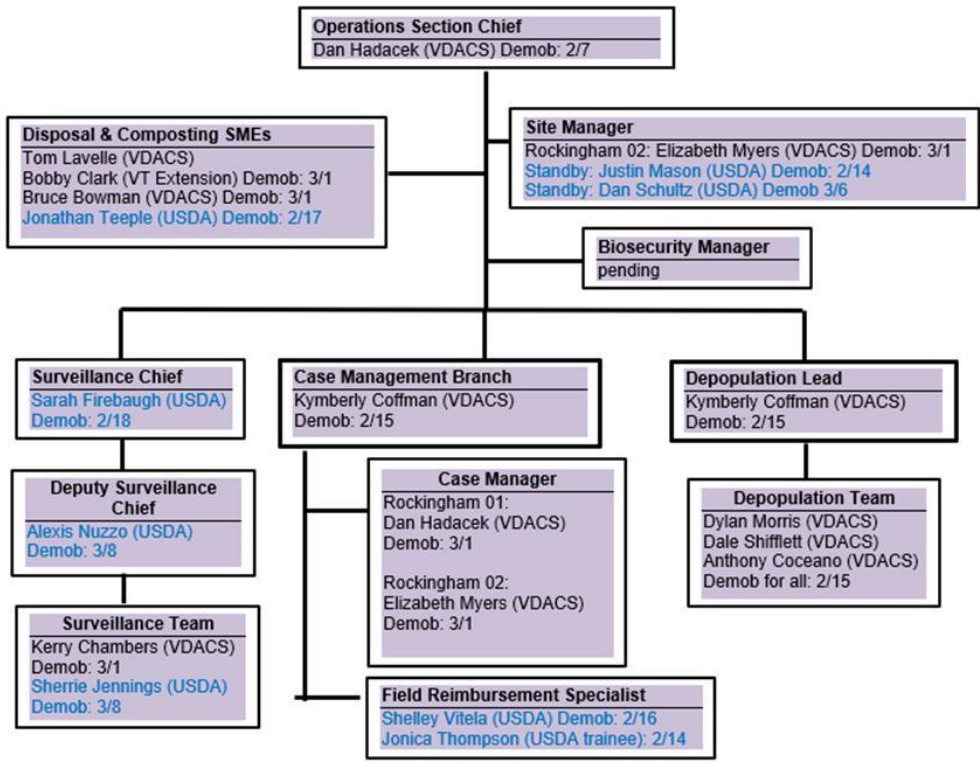 Operations Section Chief
Dan Hadacek (VDACS) Demob: 2/7
Disposal & Composting SMEs
Tom Lavelle (VDACS)
Bobby Clark (VT Extension) Demob: 3/1
Bruce Bowman (VDACS) Demob: 3/1
Jonathan Teeple (USDA) Demob: 2/17
Site Manager
Rockingham 02: Elizabeth Myers (VDACS) Demob: 3/1
Standby: Justin Mason (USDA) Demob: 2/14
Standby: Dan Schultz (USDA) Demob 3/6
Biosecurity Manager
pending
Surveillance Chief
Sarah Firebaugh (USDA)
Demob: 2/18
Deputy Surveillance
Chief
Alexis Nuzzo (USDA)
Demob: 3/8
Surveillance Team
Kerry Chambers (VDACS)
Demob: 3/1
Sherrie Jennings (USDA)
Demob: 3/8
Case Management Branch
Kymberly Coffman (VDACS)
Demob: 2/15
Case Manager
Rockingham 01:
Dan Hadacek (VDACS)
Demob: 3/1
Rockingham 02:
Elizabeth Myers (VDACS)
Demob: 3/1
Field Reimbursement Specialist
Shelley Vitela (USDA) Demob: 2/16
Jonica Thompson (USDA trainee): 2/14
Depopulation Lead
Kymberly Coffman (VDACS)
Demob: 2/15
Depopulation Team
Dylan Morris (VDACS)
Dale Shifflett (VDACS)
Anthony Coceano (VDACS)
Demob for all: 2/15